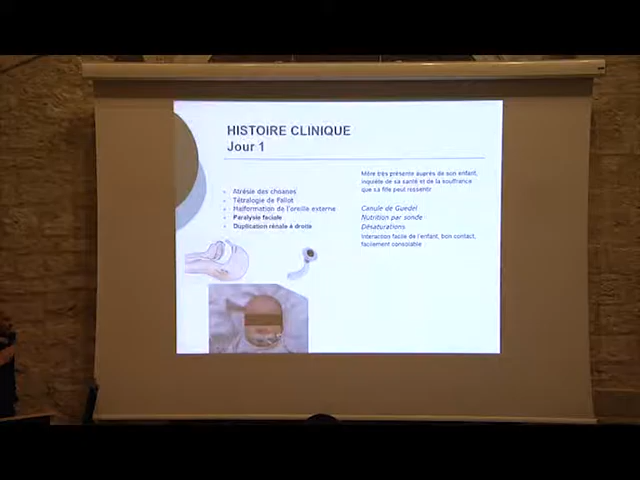 HISTOIRE CLINIQUE
Jour 1
Atrésie des choanes
Tétralogie de Fallot
Malformation de l'oreille externe
Paralysie faciale
Duplication rénale à droite
Mère très présente auprès de son enfant,
inquiète de sa santé et de la souffrance
que sa fille peut ressentir
Canule de Guedel
Nutrition par sonde
Désaturations
Interaction facile de l'enfant, bon contact,
facilement consolable